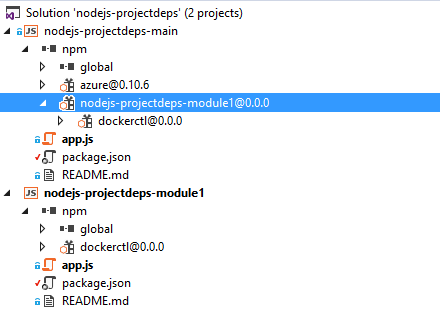 Solution 'nodejs-projectdeps' (2 projects)
JS nodejs-projectdeps-main
npm
global
azure@0.10.6
nodejs-projectdeps-module1@0.0.0
dockerctl@0.0.0
app.js
package.json
README.md
JS nodejs-projectdeps-module1
npm
global
dockerctl@0.0.0
app.js
package.json
README.md